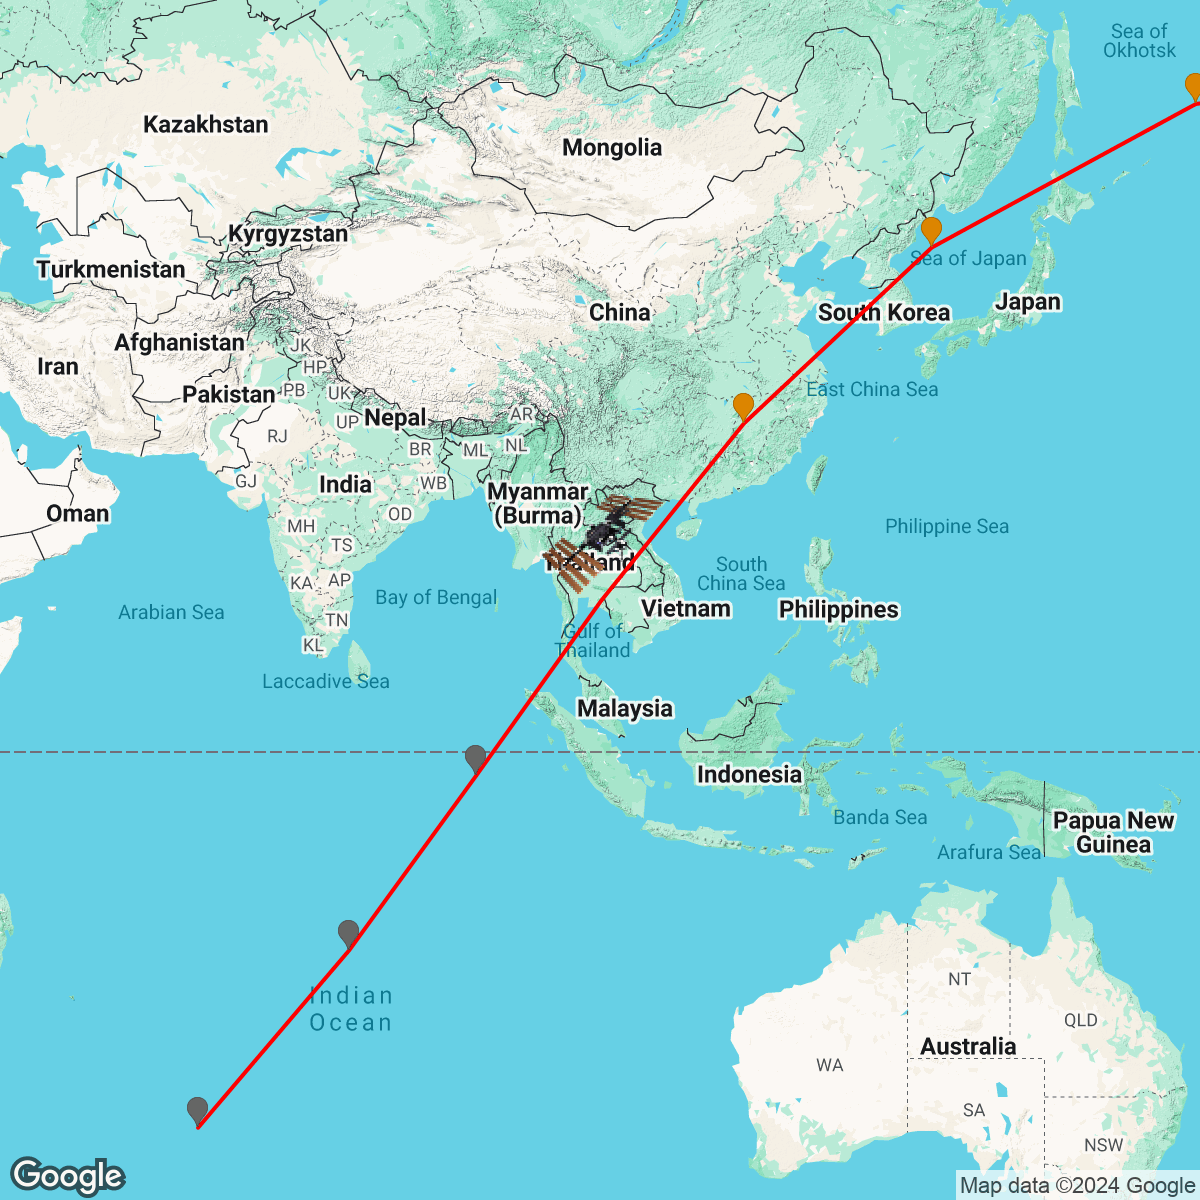 Sea of
Okhotsk
Kazakhstan
Mongolia
Kyrgyzstan
Turkmenistan
Sea of Japan
Japan
China
South Korea
Afghanistan
JK
HP
Iran
Pakistan
PB
UK
East China Sea
Nepal
AR
UP
RJ
BR
ML
NL
GJ
India
WB
Myanmar
(Burma)
Oman
OD
MH
Philippine Sea
TS
Thailand
South
China Sea
KA
AP
Arabian Sea
Bay of Bengal
Vietnam
Philippines
TN
KL
Gulf of
Thailand
Laccadive Sea
Malaysia
Indonesia
Banda Sea
Papua New
Guinea
Arafura Sea
Indian
Ocean
NT
QLD
Australia
WA
SA
NSW
Google
Map data ©2024 Google